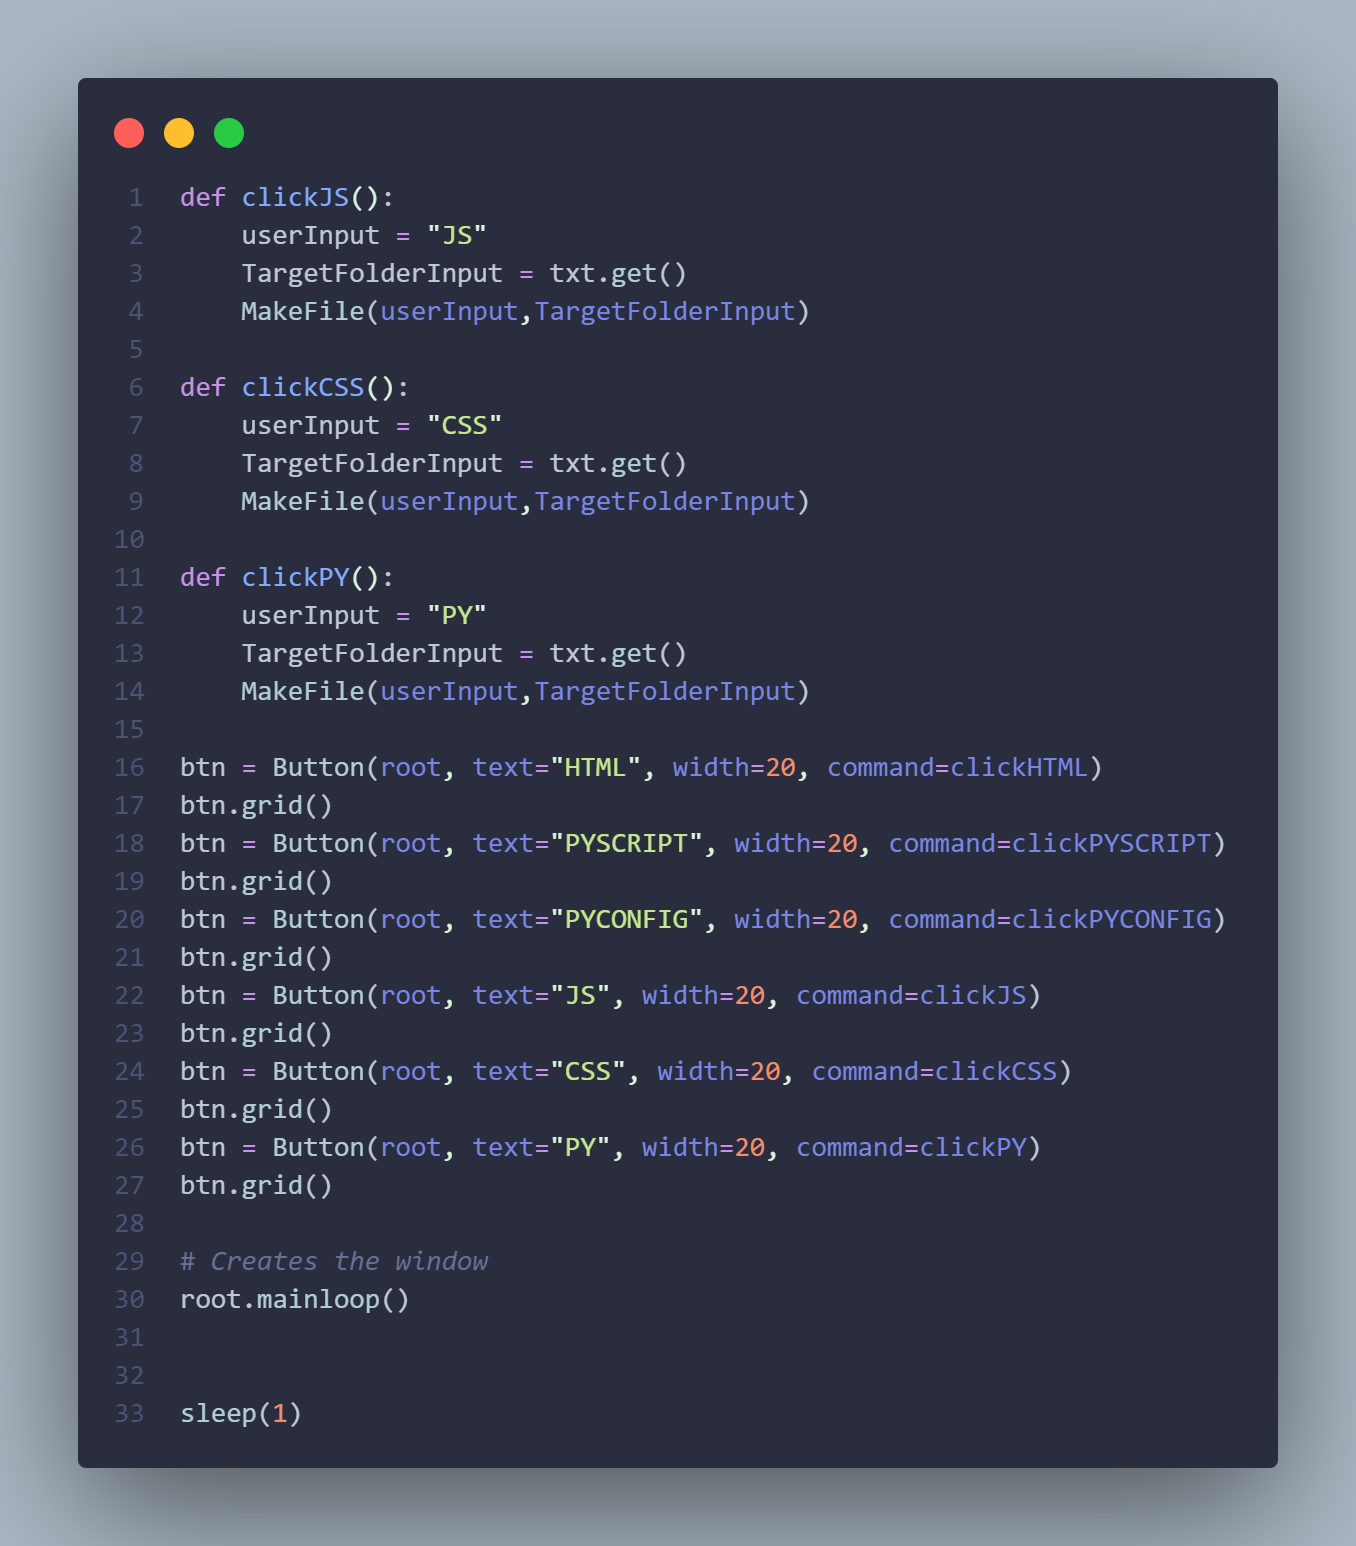 1 def clickJS():
2     userInput = "JS"
3     TargetFolderInput = txt.get()
4     MakeFile(userInput,TargetFolderInput)
5
6 def clickCSS():
7     userInput = "CSS"
8     TargetFolderInput = txt.get()
9     MakeFile(userInput,TargetFolderInput)
10
11 def clickPY():
12     userInput = "PY"
13     TargetFolderInput = txt.get()
14     MakeFile(userInput,TargetFolderInput)
15
16 btn = Button(root, text="HTML", width=20, command=clickHTML)
17 btn.grid()
18 btn = Button(root, text="PYSCRIPT", width=20, command=clickPYSCRIPT)
19 btn.grid()
20 btn = Button(root, text="PYCONFIG", width=20, command=clickPYCONFIG)
21 btn.grid()
22 btn = Button(root, text="JS", width=20, command=clickJS)
23 btn.grid()
24 btn = Button(root, text="CSS", width=20, command=clickCSS)
25 btn.grid()
26 btn = Button(root, text="PY", width=20, command=clickPY)
27 btn.grid()
28
29 # Creates the window
30 root.mainloop()
31
32
33 sleep(1)